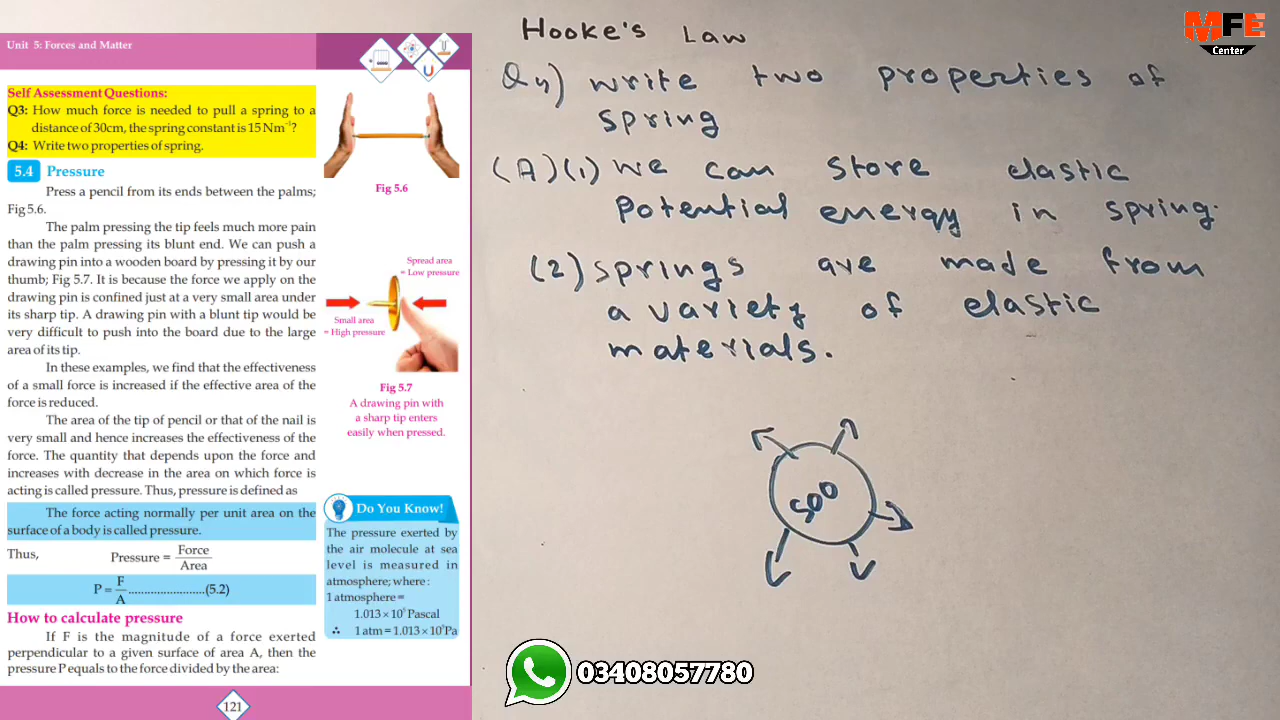 Unit 5: Forces and Matter
Self Assessment Questions:
Q3: How much force is needed to pull a spring to a
distance of 30cm, the spring constant is 15 Nm⁻¹?
Q4: Write two properties of spring.
5.4 Pressure
Press a pencil from its ends between the palms;
Fig 5.6.
The palm pressing the tip feels much more pain
than the palm pressing its blunt end. We can push a
drawing pin into a wooden board by pressing it by our
thumb; Fig 5.7. It is because the force we apply on the
drawing pin is confined just at a very small area under
its sharp tip. A drawing pin with a blunt tip would be
very difficult to push into the board due to the large
area of its tip.
In these examples, we find that the effectiveness
of a small force is increased if the effective area of the
force is reduced.
The area of the tip of pencil or that of the nail is
very small and hence increases the effectiveness of the
force. The quantity that depends upon the force and
increases with decrease in the area on which force is
acting is called pressure. Thus, pressure is defined as
The force acting normally per unit area on the
surface of a body is called pressure.
Thus, Pressure = Force
Area
P = F
A ........................(5.2)
How to calculate pressure
If F is the magnitude of a force exerted
perpendicular to a given surface of area A, then the
pressure P equals to the force divided by the area:
121
Fig 5.6
Spread area
= Low pressure
Small area
= High pressure
Fig 5.7
A drawing pin with
a sharp tip enters
easily when pressed.
Do You Know!
The pressure exerted by
the air molecule at sea
level is measured in
atmosphere; where :
1 atmosphere =
1.013 × 10⁵ Pascal
∴ 1 atm = 1.013 × 10⁵Pa
Hooke's Law
Q4) write two properties of
spring
(A) (1) we can store elastic
potential energy in spring.
(2) springs are made from
a variety of elastic
materials.
MFE
Center
03408057780